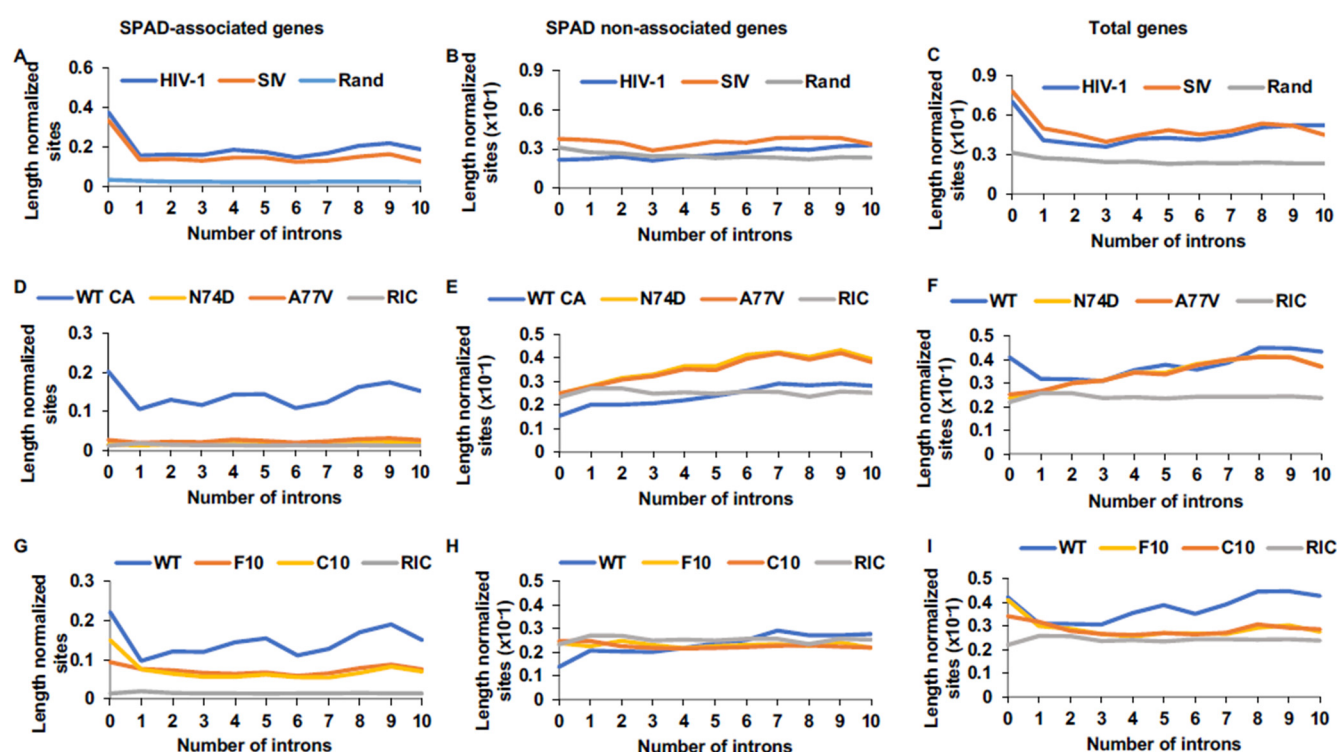 SPAD-associated genes
SPAD non-associated genes
Total genes
A
HIV-1 SIV Rand
Length normalized
sites
0.6
0.4
0.2
0
0 1 2 3 4 5 6 7 8 9 10
Number of introns
B
HIV-1 SIV Rand
Length normalized
sites (x10-1)
0.9
0.6
0.3
0
0 1 2 3 4 5 6 7 8 9 10
Number of introns
C
HIV-1 SIV Rand
Length normalized
sites (x10-1)
0.9
0.6
0.3
0
0 1 2 3 4 5 6 7 8 9 10
Number of introns
D
WT CA N74D A77V RIC
Length normalized
sites
0.3
0.2
0.1
0
0 1 2 3 4 5 6 7 8 9 10
Number of introns
E
WT CA N74D A77V RIC
Length normalized
sites (x10-1)
0.5
0.4
0.3
0.2
0.1
0
0 1 2 3 4 5 6 7 8 9 10
Number of introns
F
WT N74D A77V RIC
Length normalized
sites (x10-1)
0.5
0.4
0.3
0.2
0.1
0
0 1 2 3 4 5 6 7 8 9 10
Number of introns
G
WT F10 C10 RIC
Length normalized
sites
0.3
0.2
0.1
0
0 1 2 3 4 5 6 7 8 9 10
Number of introns
H
WT F10 C10 RIC
Length normalized
sites (x10-1)
0.5
0.4
0.3
0.2
0.1
0
0 1 2 3 4 5 6 7 8 9 10
Number of introns
I
WT F10 C10 RIC
Length normalized
sites (x10-1)
0.5
0.4
0.3
0.2
0.1
0
0 1 2 3 4 5 6 7 8 9 10
Number of introns